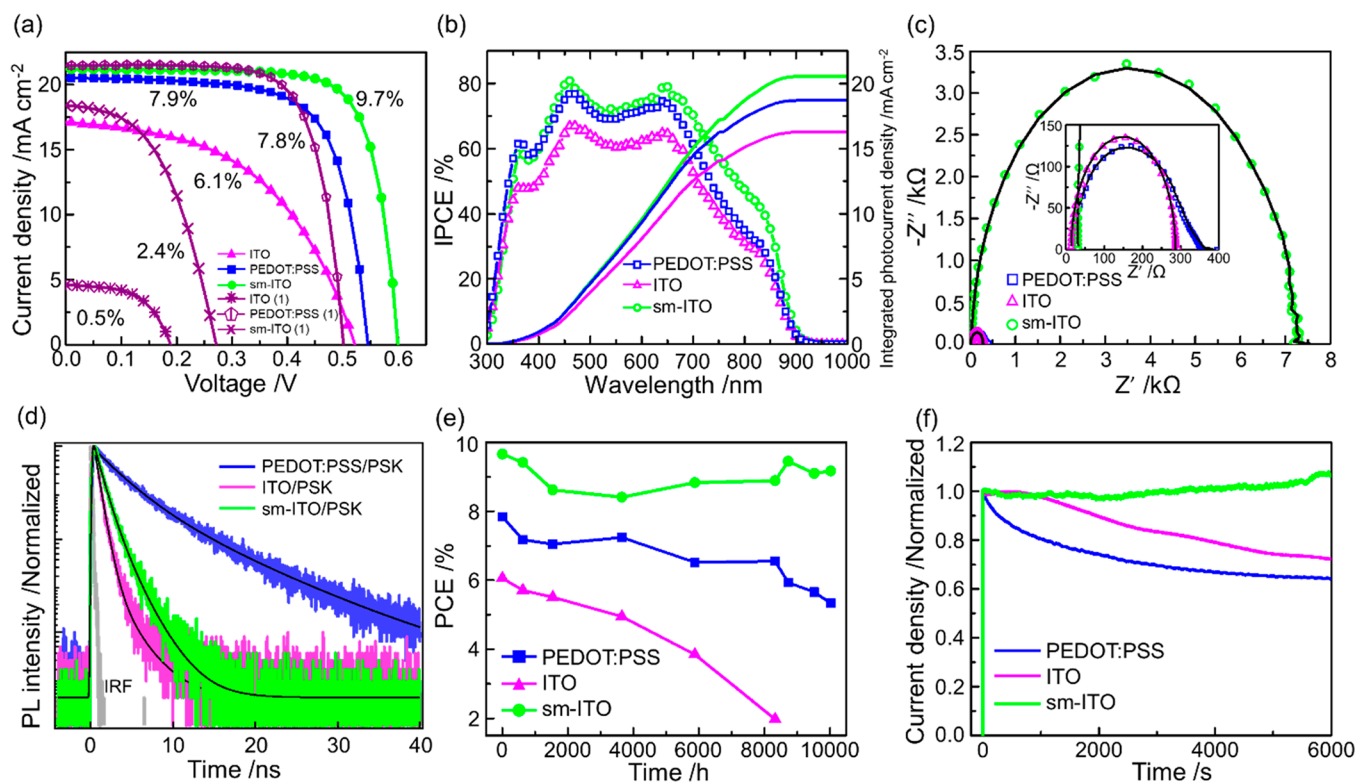 (a)
Current density /mA cm⁻²
20
15
10
5
0
7.9%
9.7%
7.8%
6.1%
2.4%
0.5%
ITO
PEDOT:PSS
sm-ITO
ITO (1)
PEDOT:PSS (1)
sm-ITO (1)
0.0 0.1 0.2 0.3 0.4 0.5 0.6
Voltage /V
(b)
IPCE /%
80
60
40
20
0
PEDOT:PSS
ITO
sm-ITO
Integrated photocurrent density /mA cm⁻²
20
15
10
5
0
300 400 500 600 700 800 900 1000
Wavelength /nm
(c)
-Z'' /kΩ
3.5
3.0
2.5
2.0
1.5
1.0
0.5
0.0
-Z'' /Ω
150
100
50
0
0 100 200 300 400
Z' /Ω
PEDOT:PSS
ITO
sm-ITO
0 1 2 3 4 5 6 7 8
Z' /kΩ
(d)
PL intensity /Normalized
PEDOT:PSS/PSK
ITO/PSK
sm-ITO/PSK
IRF
0 10 20 30 40
Time /ns
(e)
PCE /%
10
8
6
4
2
PEDOT:PSS
ITO
sm-ITO
0 2000 4000 6000 8000 10000
Time /h
(f)
Current density /Normalized
1.2
1.0
0.8
0.6
0.4
0.2
0.0
PEDOT:PSS
ITO
sm-ITO
0 2000 4000 6000
Time /s